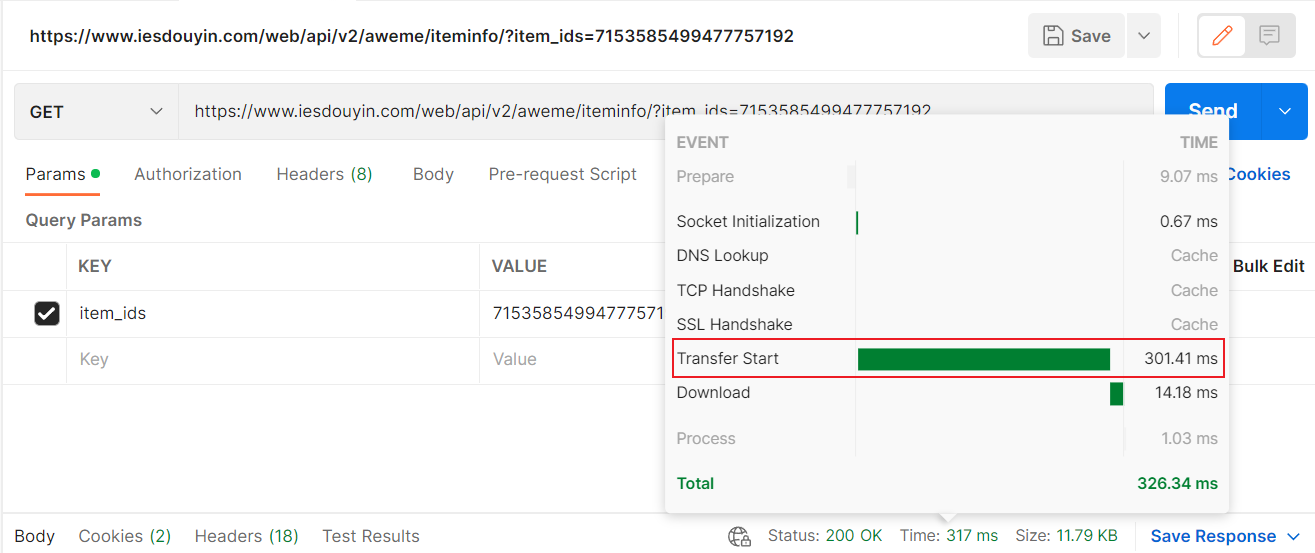 https://www.iesdouyin.com/web/api/v2/aweme/iteminfo/?item_ids=7153585499477757192
Save
GET
https://www.iesdouyin.com/web/api/v2/aweme/iteminfo/?item_ids=7153585499477757192
Send
Params
Authorization
Headers (8)
Body
Pre-request Script
Cookies
Query Params
KEY
VALUE
Bulk Edit
item_ids
71535854994777571
Key
Value
EVENT TIME
Prepare 9.07 ms
Socket Initialization 0.67 ms
DNS Lookup Cache
TCP Handshake Cache
SSL Handshake Cache
Transfer Start 301.41 ms
Download 14.18 ms
Process 1.03 ms
Total 326.34 ms
Body
Cookies (2)
Headers (18)
Test Results
Status: 200 OK
Time: 317 ms
Size: 11.79 KB
Save Response